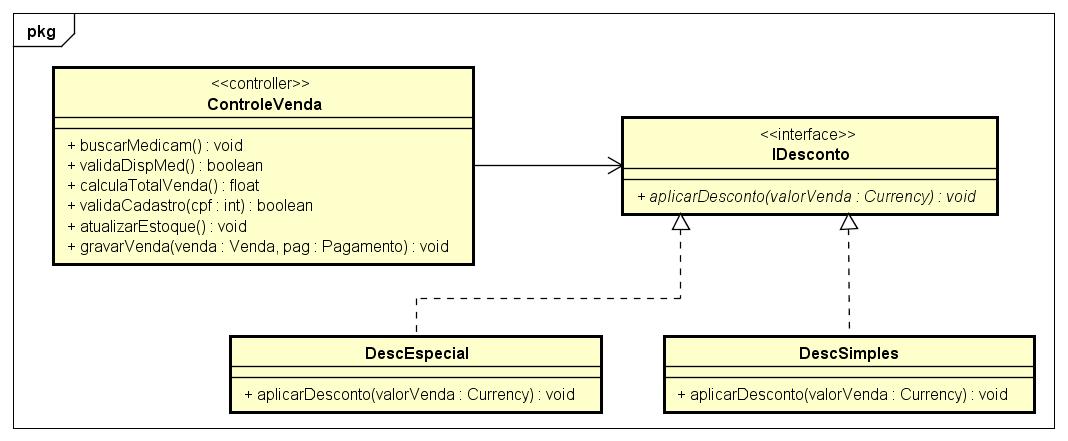 pkg
<<controller>>
ControleVenda
+ buscarMedicam() : void
+ validaDispMed() : boolean
+ calculaTotalVenda() : float
+ validaCadastro(cpf : int) : boolean
+ atualizarEstoque() : void
+ gravarVenda(venda : Venda, pag : Pagamento) : void
<<interface>>
IDesconto
+ aplicarDesconto(valorVenda : Currency) : void
DescEspecial
+ aplicarDesconto(valorVenda : Currency) : void
DescSimples
+ aplicarDesconto(valorVenda : Currency) : void